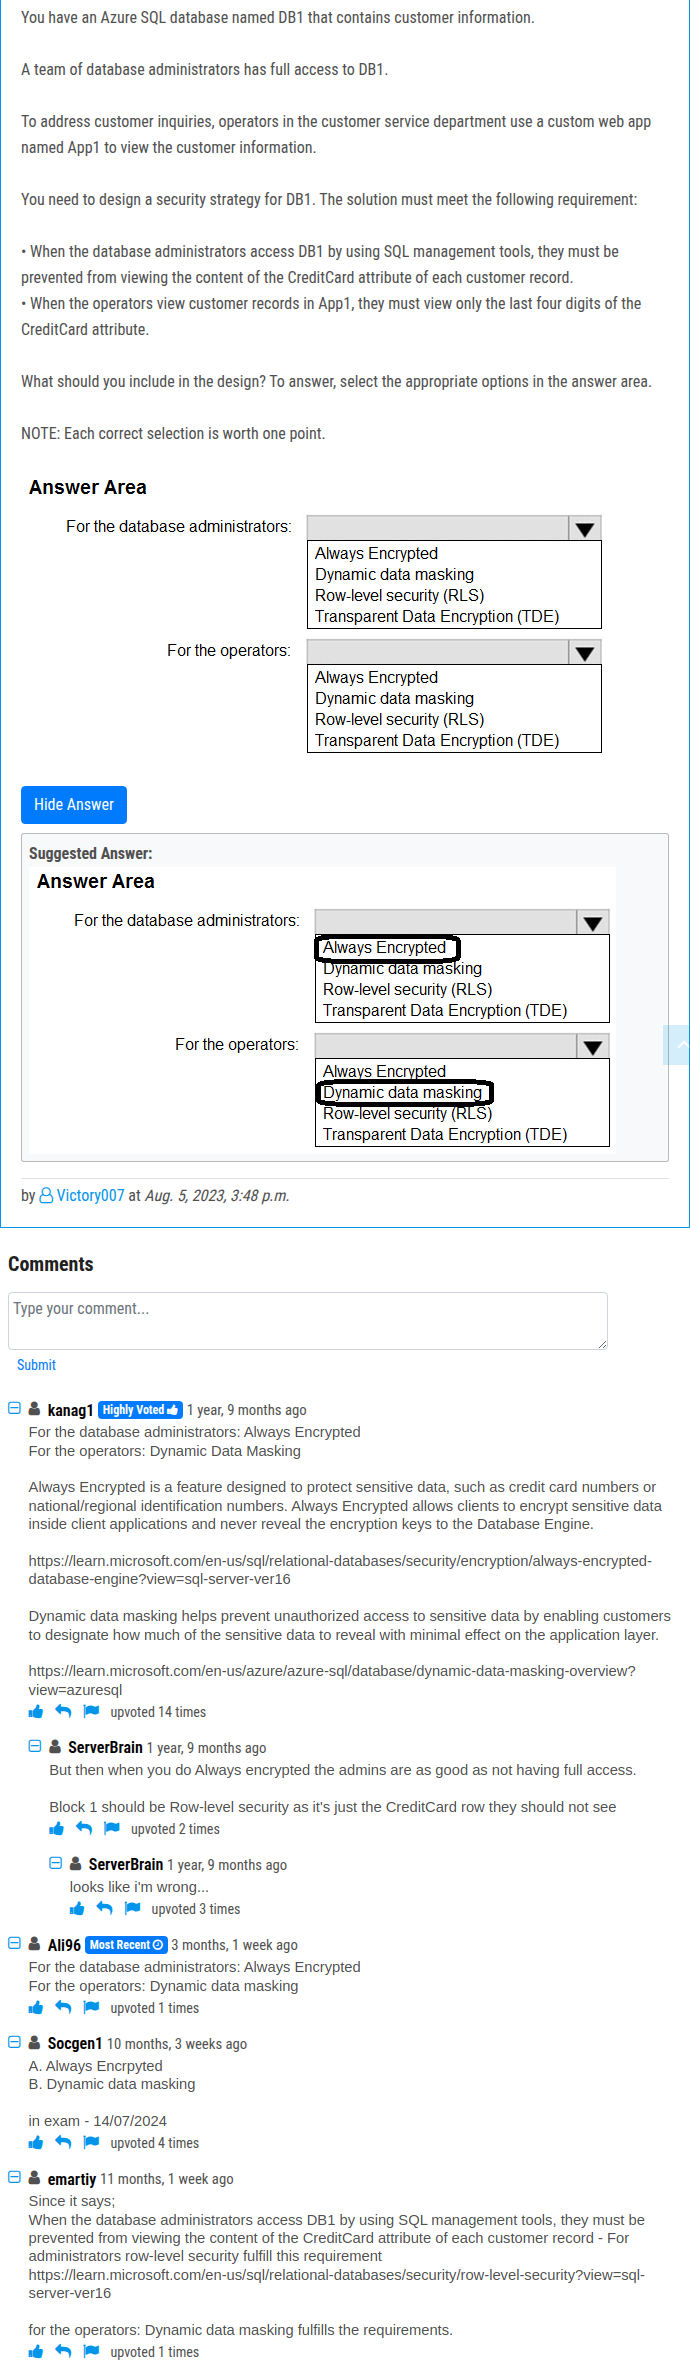 You have an Azure SQL database named DB1 that contains customer information.
A team of database administrators has full access to DB1.
To address customer inquiries, operators in the customer service department use a custom web app
named App1 to view the customer information.
You need to design a security strategy for DB1. The solution must meet the following requirement:
• When the database administrators access DB1 by using SQL management tools, they must be
prevented from viewing the content of the CreditCard attribute of each customer record.
• When the operators view customer records in App1, they must view only the last four digits of the
CreditCard attribute.
What should you include in the design? To answer, select the appropriate options in the answer area.
NOTE: Each correct selection is worth one point.
Answer Area
For the database administrators:
Always Encrypted
Dynamic data masking
Row-level security (RLS)
Transparent Data Encryption (TDE)
For the operators:
Always Encrypted
Dynamic data masking
Row-level security (RLS)
Transparent Data Encryption (TDE)
Hide Answer
Suggested Answer:
Answer Area
For the database administrators:
Always Encrypted
Dynamic data masking
Row-level security (RLS)
Transparent Data Encryption (TDE)
For the operators:
Always Encrypted
Dynamic data masking
Row-level security (RLS)
Transparent Data Encryption (TDE)
by Victory007 at Aug. 5, 2023, 3:48 p.m.
Comments
Type your comment...
Submit
kanag1 Highly Voted 1 year, 9 months ago
For the database administrators: Always Encrypted
For the operators: Dynamic Data Masking
Always Encrypted is a feature designed to protect sensitive data, such as credit card numbers or
national/regional identification numbers. Always Encrypted allows clients to encrypt sensitive data
inside client applications and never reveal the encryption keys to the Database Engine.
https://learn.microsoft.com/en-us/sql/relational-databases/security/encryption/always-encrypted-
database-engine?view=sql-server-ver16
Dynamic data masking helps prevent unauthorized access to sensitive data by enabling customers
to designate how much of the sensitive data to reveal with minimal effect on the application layer.
https://learn.microsoft.com/en-us/azure/azure-sql/database/dynamic-data-masking-overview?
view=azuresql
upvoted 14 times
ServerBrain 1 year, 9 months ago
But then when you do Always encrypted the admins are as good as not having full access.
Block 1 should be Row-level security as it's just the CreditCard row they should not see
upvoted 2 times
ServerBrain 1 year, 9 months ago
looks like i'm wrong...
upvoted 3 times
Ali96 Most Recent 3 months, 1 week ago
For the database administrators: Always Encrypted
For the operators: Dynamic data masking
upvoted 1 times
Socgen1 10 months, 3 weeks ago
A. Always Encrpyted
B. Dynamic data masking
in exam - 14/07/2024
upvoted 4 times
emartiy 11 months, 1 week ago
Since it says;
When the database administrators access DB1 by using SQL management tools, they must be
prevented from viewing the content of the CreditCard attribute of each customer record - For
administrators row-level security fulfill this requirement
https://learn.microsoft.com/en-us/sql/relational-databases/security/row-level-security?view=sql-
server-ver16
for the operators: Dynamic data masking fulfills the requirements.
upvoted 1 times